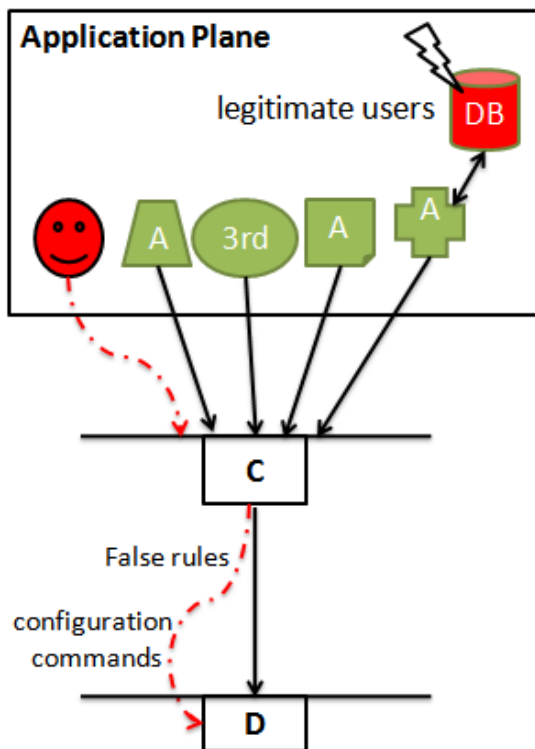 Application Plane
legitimate users
DB
A
3rd
A
A
C
False rules
configuration
commands
D